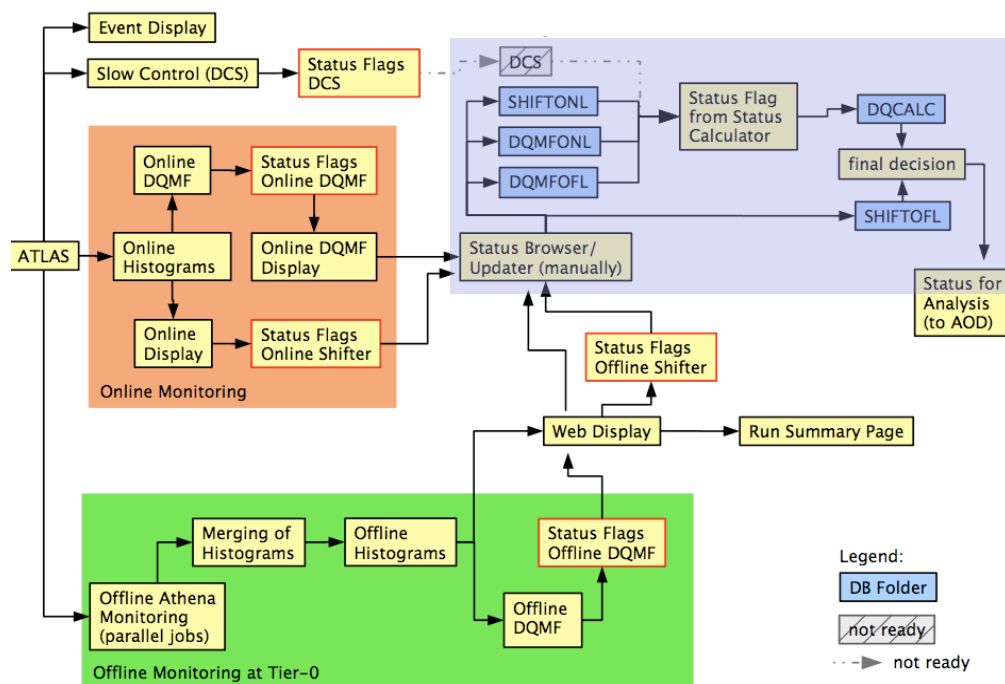 Event Display
Slow Control (DCS)
Status Flags
DCS
DCS
SHIFTONL
DQMFONL
DQMFOFL
Status Flag
from Status
Calculator
DQCALC
final decision
SHIFTOFL
Online
DQMF
Status Flags
Online DQMF
ATLAS
Online
Histograms
Online DQMF
Display
Status Browser/
Updater (manually)
Status for
Analysis
(to AOD)
Online
Display
Status Flags
Online Shifter
Status Flags
Offline Shifter
Online Monitoring
Web Display
Run Summary Page
Merging of
Histograms
Offline
Histograms
Status Flags
Offline DQMF
Offline Athena
Monitoring
(parallel jobs)
Offline
DQMF
Offline Monitoring at Tier-0
Legend:
DB Folder
not ready
not ready